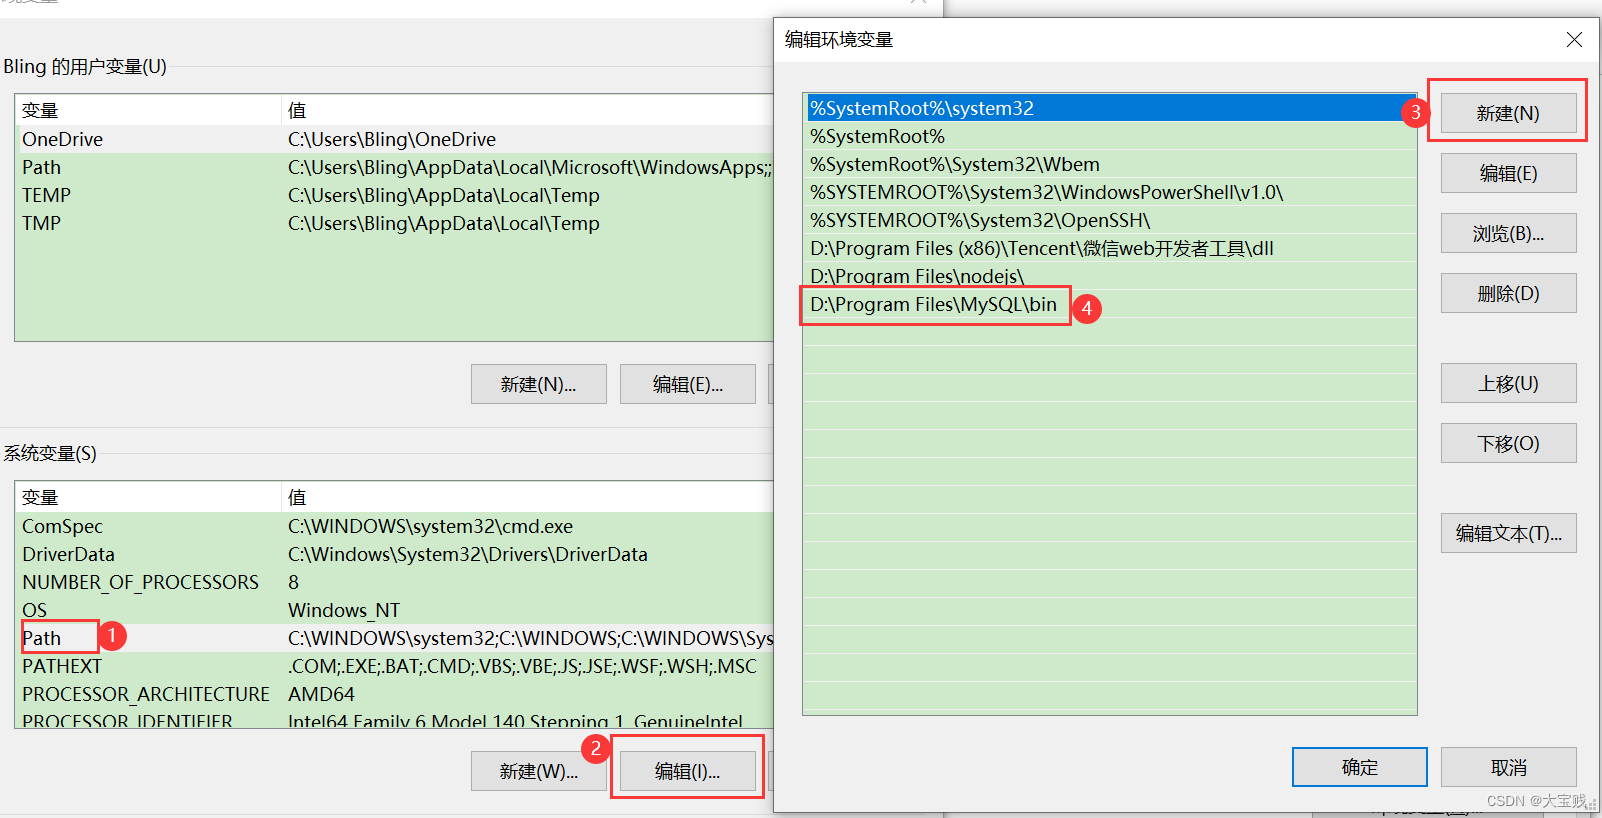 Bling 的用户变量(U)
变量 值
OneDrive C:\Users\Bling\OneDrive
Path C:\Users\Bling\AppData\Local\Microsoft\WindowsApps;;
TEMP C:\Users\Bling\AppData\Local\Temp
TMP C:\Users\Bling\AppData\Local\Temp
新建(N)... 编辑(E)...
系统变量(S)
变量 值
ComSpec C:\WINDOWS\system32\cmd.exe
DriverData C:\Windows\System32\Drivers\DriverData
NUMBER_OF_PROCESSORS 8
OS Windows_NT
Path 1 C:\WINDOWS\system32;C:\WINDOWS;C:\WINDOWS\Sys
PATHEXT .COM;.EXE;.BAT;.CMD;.VBS;.VBE;.JS;.JSE;.WSF;.WSH;.MSC
PROCESSOR_ARCHITECTURE AMD64
PROCESSOR_IDENTIFIER Intel64 Family 6 Model 140 Stepping 1, GenuineIntel
新建(W)... 2 编辑(I)...
编辑环境变量
%SystemRoot%\system32
%SystemRoot%
%SystemRoot%\System32\Wbem
%SYSTEMROOT%\System32\WindowsPowerShell\v1.0\
%SYSTEMROOT%\System32\OpenSSH\
D:\Program Files (x86)\Tencent\微信web开发者工具\dll
D:\Program Files\nodejs\
D:\Program Files\MySQL\bin 4
3 新建(N)
编辑(E)
浏览(B)...
删除(D)
上移(U)
下移(O)
编辑文本(T)...
确定 取消
CSDN @大宝贱